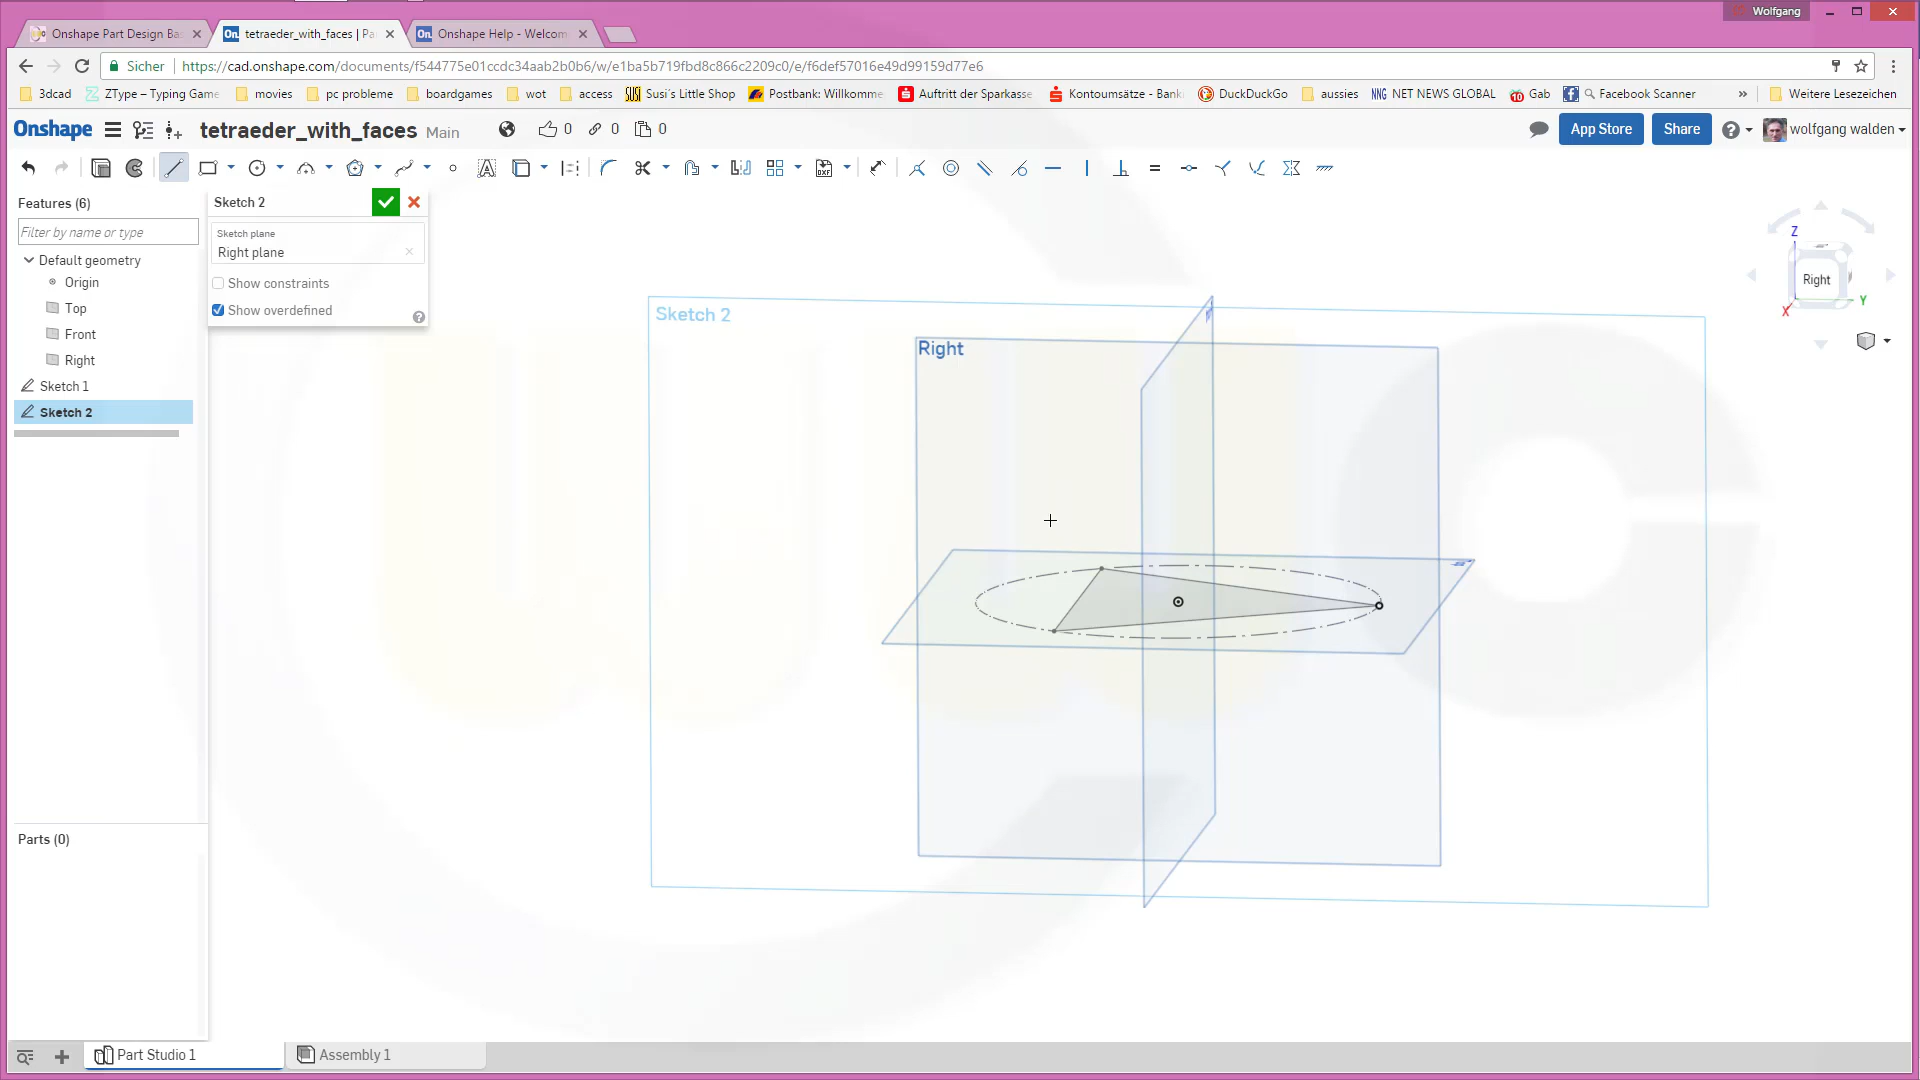 Wolfgang
Onshape Part Design Bas
tetraeder_with_faces | Pa
Onshape Help - Welcom
Sicher
https://cad.onshape.com/documents/f544775e01ccdc34aab2b0b6/w/e1ba5b719fbd8c866c2209c0/e/f6def57016e49d99159d77e6
3dcad
ZType – Typing Game
movies
pc probleme
boardgames
wot
access
SUSI Susi's Little Shop
Postbank: Willkomme
Auftritt der Sparkasse
Kontoumsätze - Bank
DuckDuckGo
aussies
NNG NET NEWS GLOBAL
10 Gab
Facebook Scanner
»
Weitere Lesezeichen
Onshape
tetraeder_with_faces Main
0
0
0
App Store
Share
wolfgang walden
Features (6)
Filter by name or type
Default geometry
Origin
Top
Front
Right
Sketch 1
Sketch 2
Sketch 2
Sketch plane
Right plane
Show constraints
Show overdefined
Sketch 2
Right
Z
Right
Y
X
Parts (0)
Part Studio 1
Assembly 1